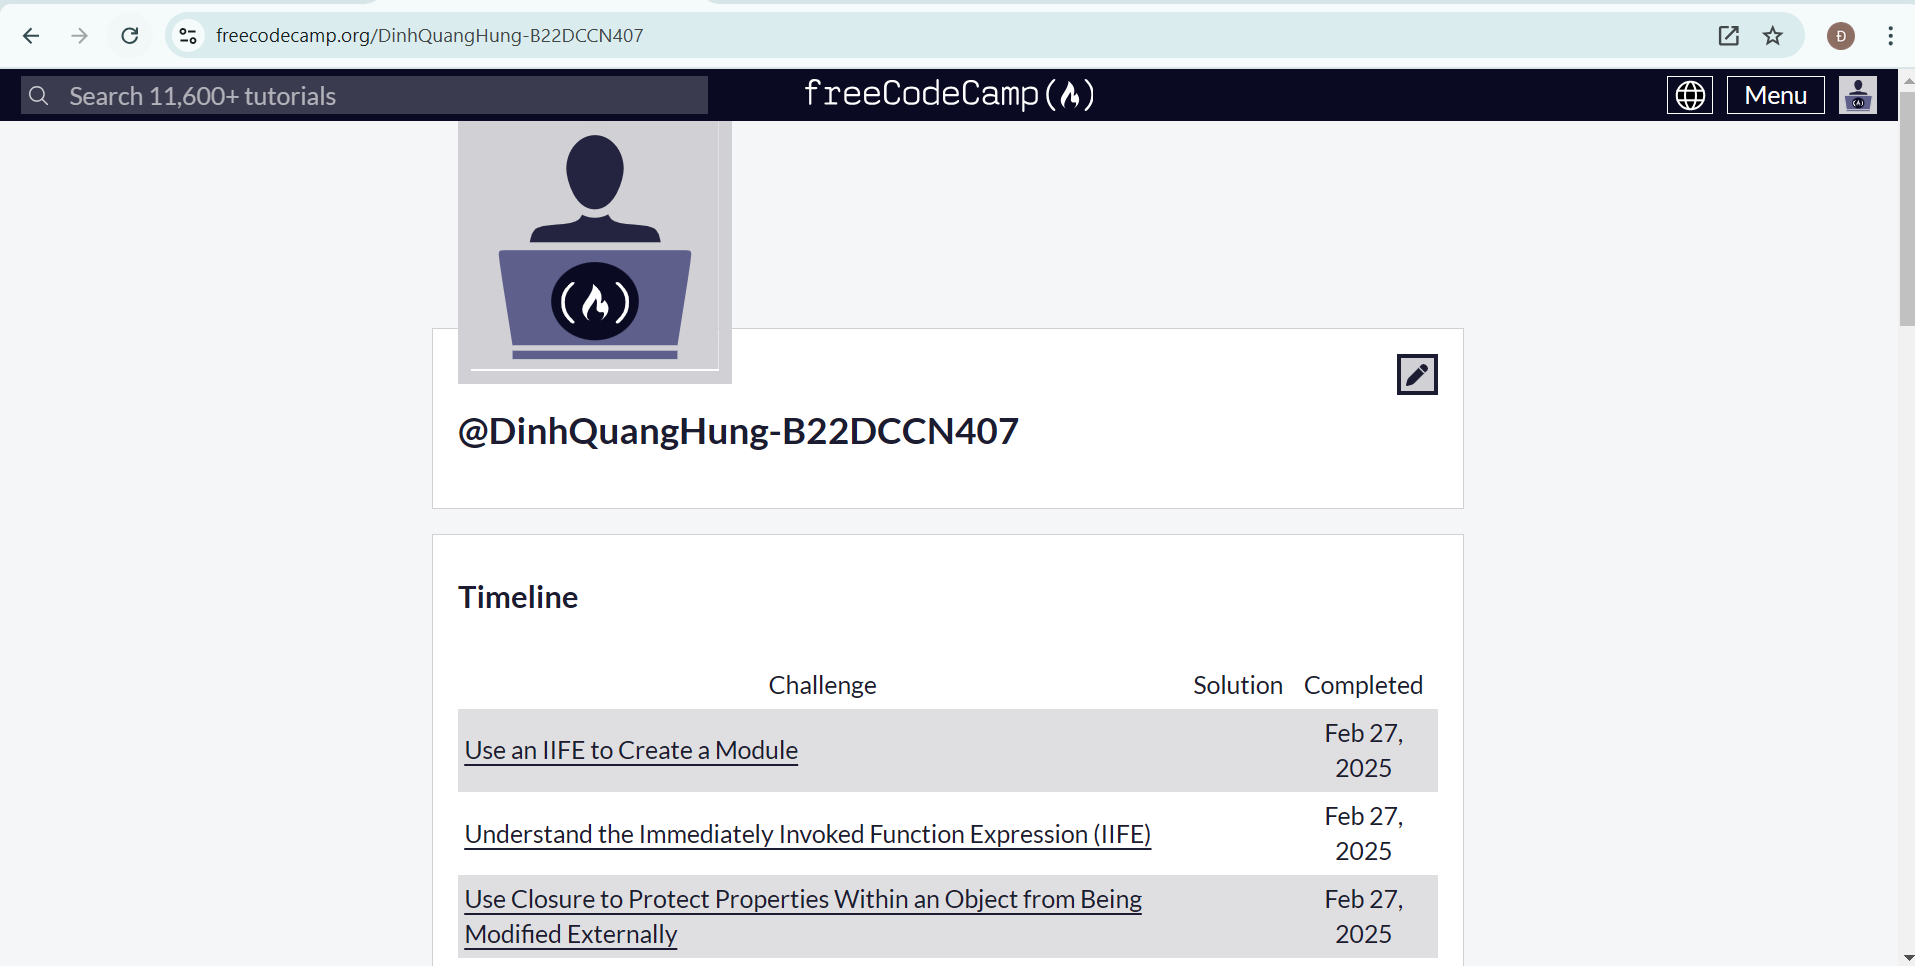 freecodecamp.org/DinhQuangHung-B22DCCN407
Đ
Search 11,600+ tutorials
freeCodeCamp(🔥)
Menu
@DinhQuangHung-B22DCCN407
Timeline
Challenge Solution Completed
Use an IIFE to Create a Module
Feb 27,
2025
Understand the Immediately Invoked Function Expression (IIFE)
Feb 27,
2025
Use Closure to Protect Properties Within an Object from Being
Modified Externally
Feb 27,
2025